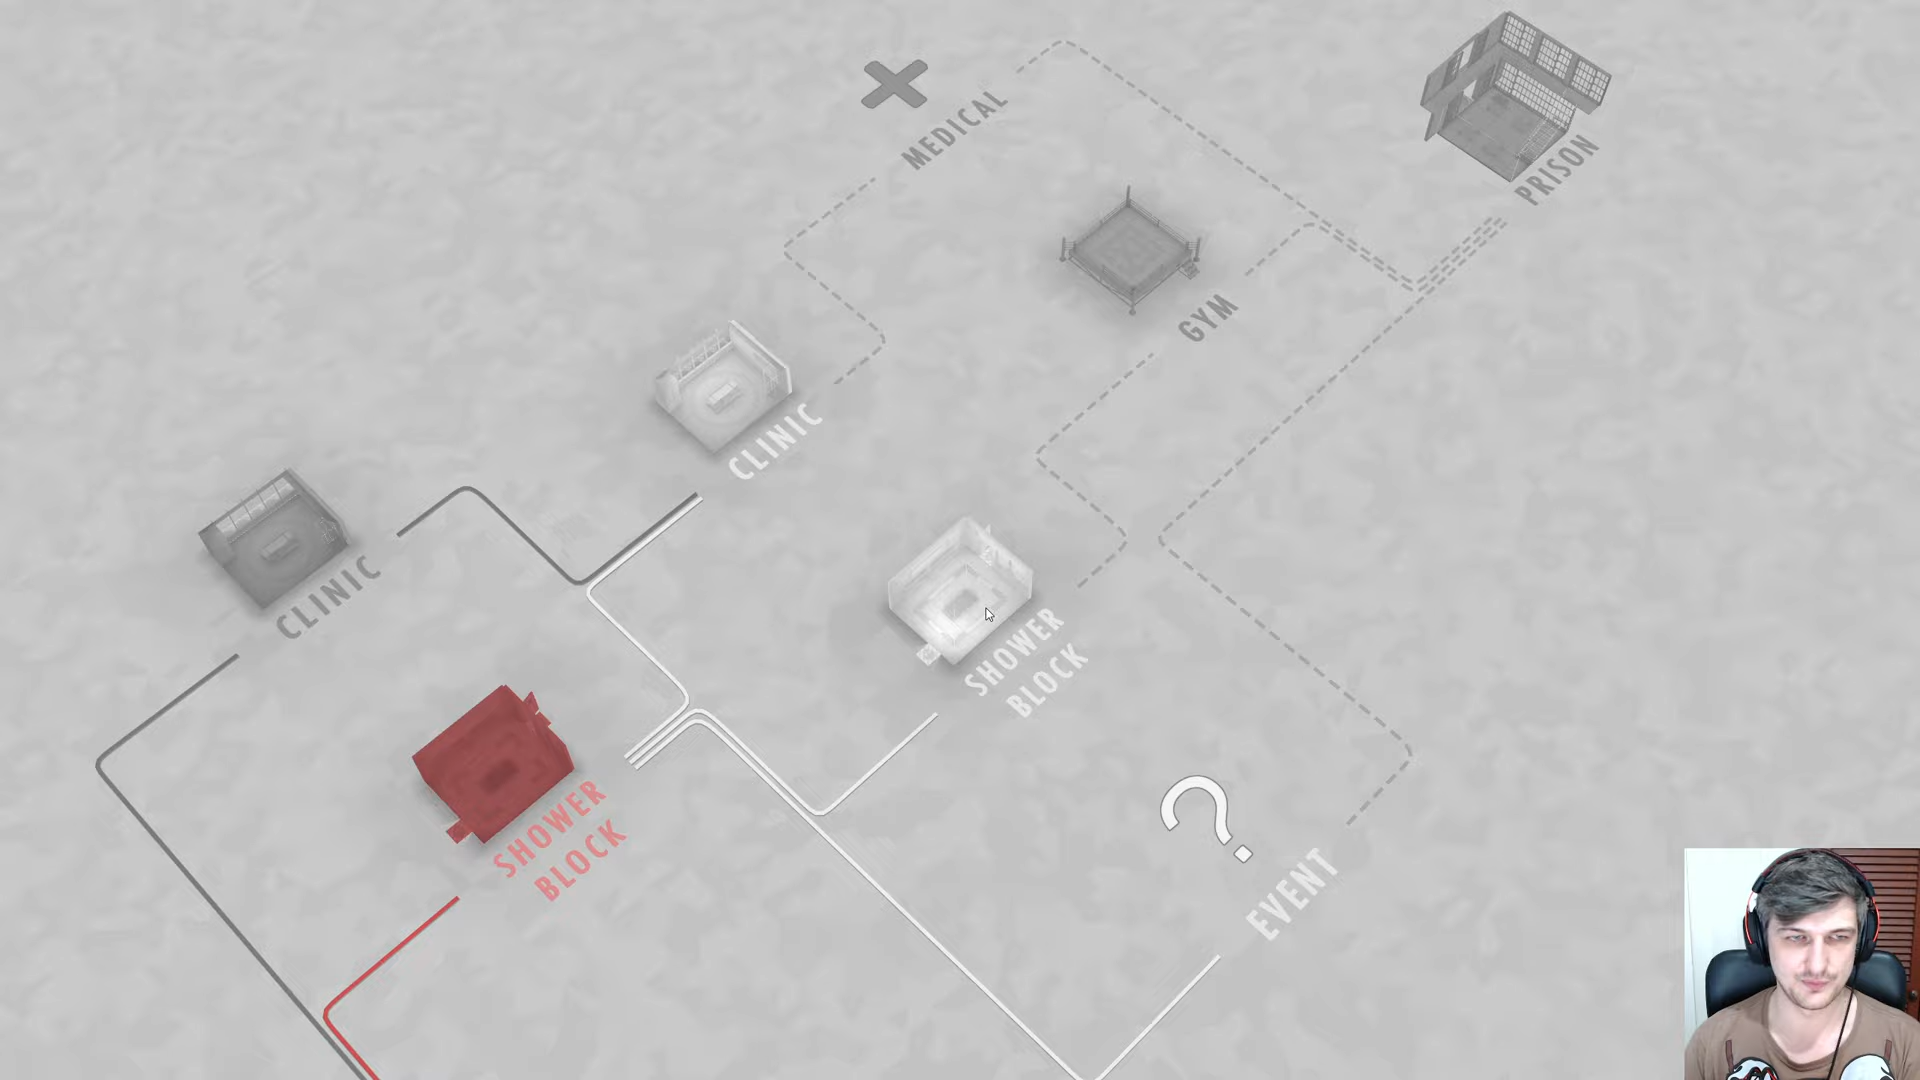 MEDICAL
PRISON
GYM
CLINIC
CLINIC
SHOWER
BLOCK
SHOWER
BLOCK
EVENT